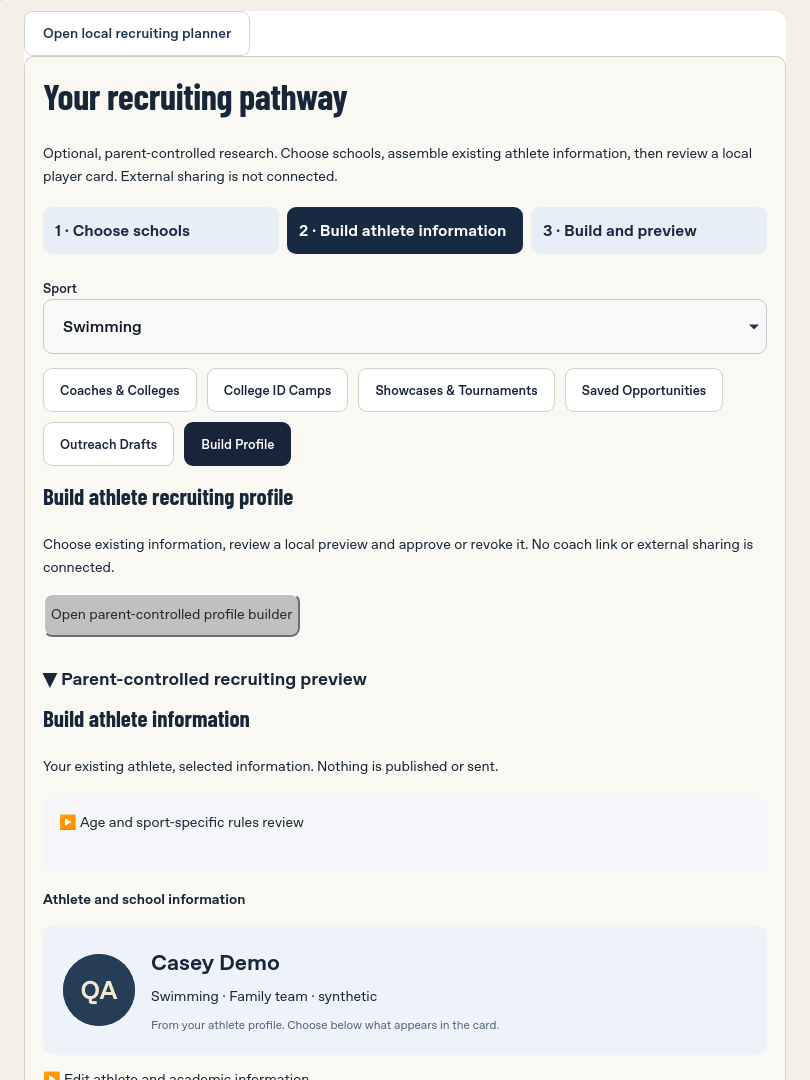 Open local recruiting planner
Your recruiting pathway
Optional, parent-controlled research. Choose schools, assemble existing athlete information, then review a local
player card. External sharing is not connected.
1 · Choose schools
2 · Build athlete information
3 · Build and preview
Sport
Swimming
Coaches & Colleges
College ID Camps
Showcases & Tournaments
Saved Opportunities
Outreach Drafts
Build Profile
Build athlete recruiting profile
Choose existing information, review a local preview and approve or revoke it. No coach link or external sharing is
connected.
Open parent-controlled profile builder
▼ Parent-controlled recruiting preview
Build athlete information
Your existing athlete, selected information. Nothing is published or sent.
▶ Age and sport-specific rules review
Athlete and school information
QA
Casey Demo
Swimming · Family team · synthetic
From your athlete profile. Choose below what appears in the card.
▶ Edit athlete and academic information